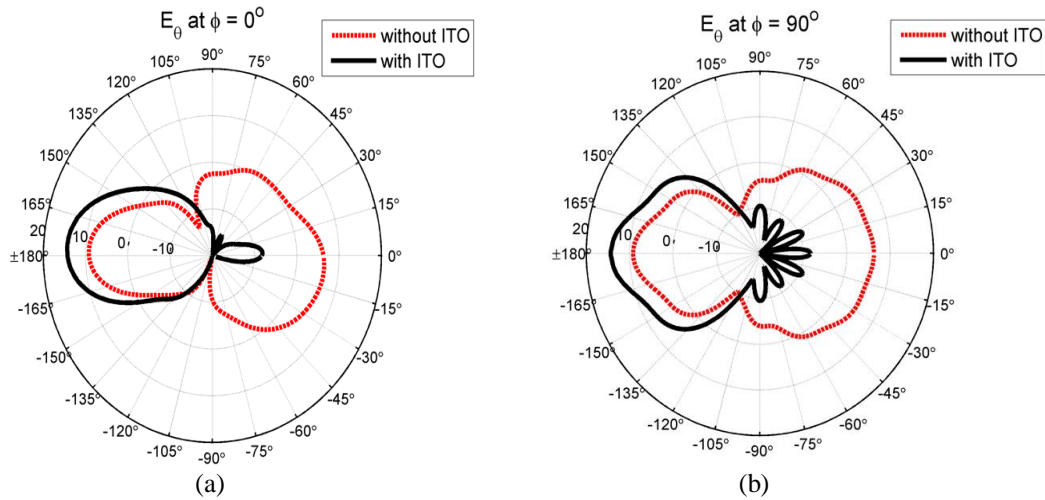 E_θ at ϕ = 0°
without ITO
with ITO
90°
105° 75°
120° 60°
135° 45°
150° 30°
165° 15°
20 10 0 -10
±180° 0°
-165° -15°
-150° -30°
-135° -45°
-120° -60°
-105° -75°
-90°
(a)
E_θ at ϕ = 90°
without ITO
with ITO
90°
105° 75°
120° 60°
135° 45°
150° 30°
165° 15°
20 10 0 -10
±180° 0°
-165° -15°
-150° -30°
-135° -45°
-120° -60°
-105° -75°
-90°
(b)